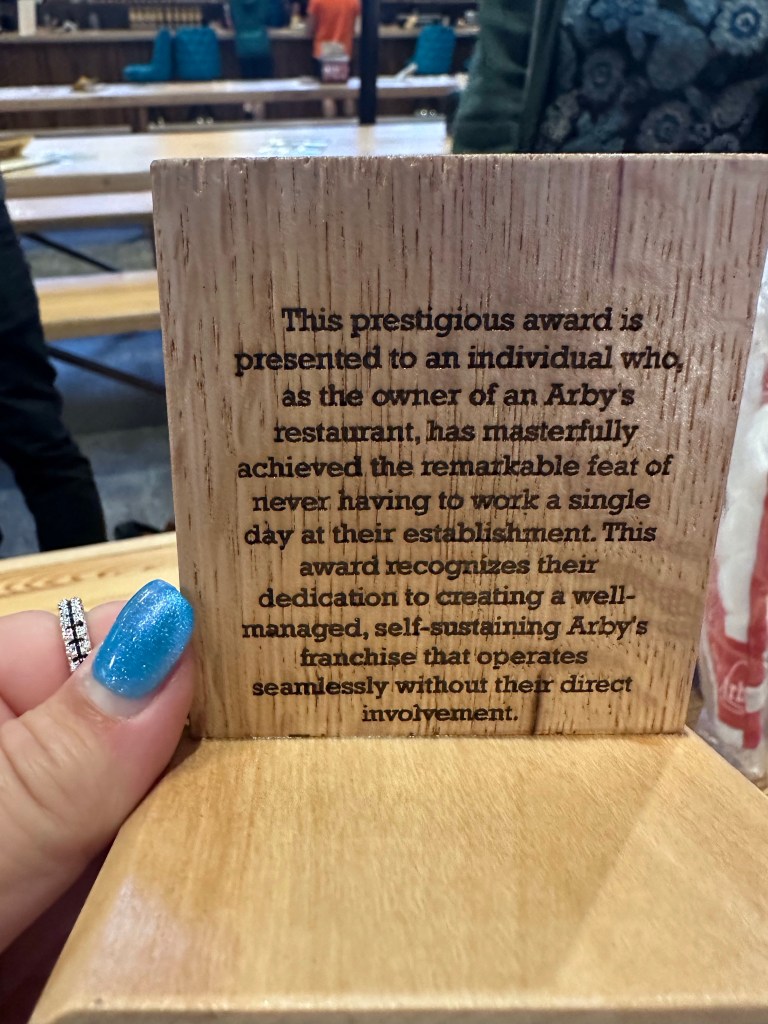 This prestigious award is
presented to an individual who,
as the owner of an Arby's
restaurant, has masterfully
achieved the remarkable feat of
never having to work a single
day at their establishment. This
award recognizes their
dedication to creating a well-
managed, self-sustaining Arby's
franchise that operates
seamlessly without their direct
involvement.